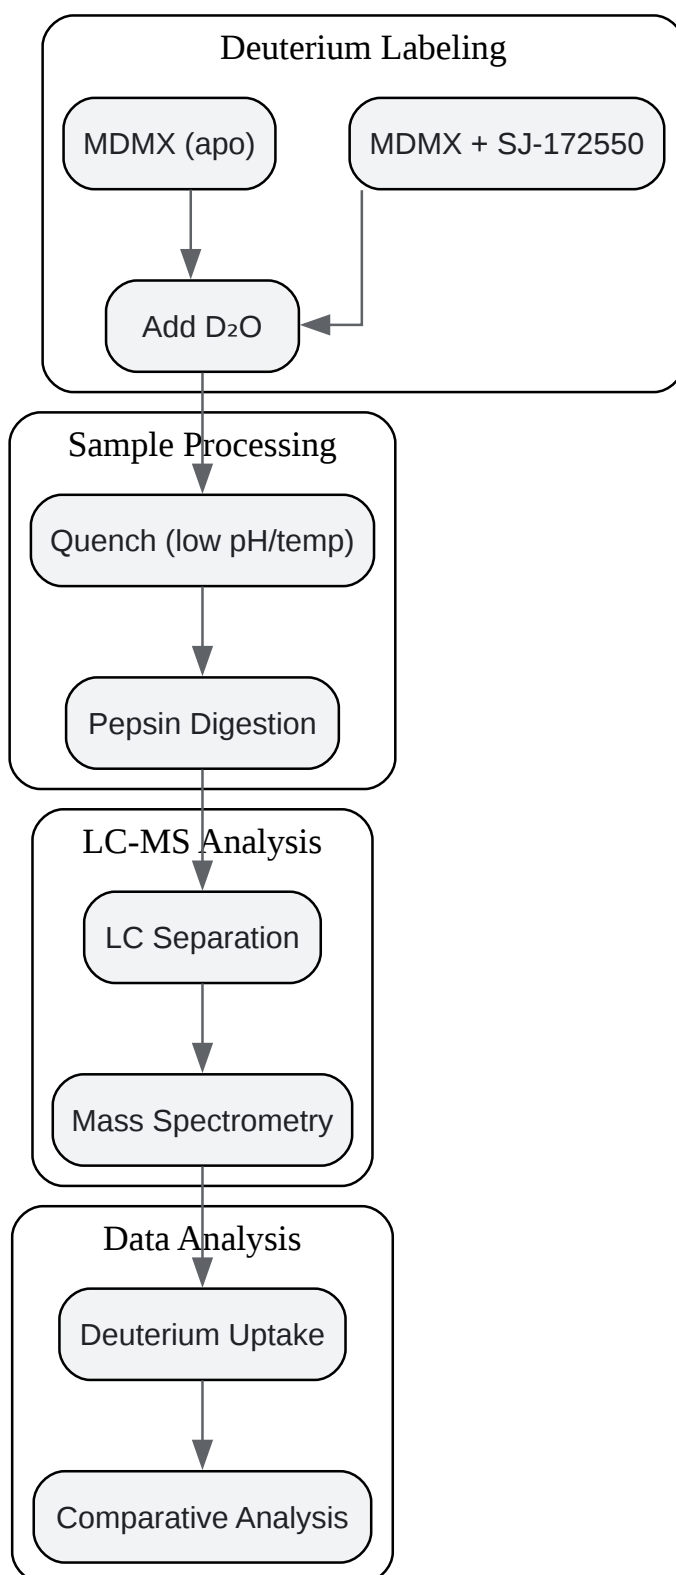 Deuterium Labeling
MDMX (apo)
MDMX + SJ-172550
Add D₂O
Sample Processing
Quench (low pH/temp)
Pepsin Digestion
LC-MS Analysis
LC Separation
Mass Spectrometry
Data Analysis
Deuterium Uptake
Comparative Analysis